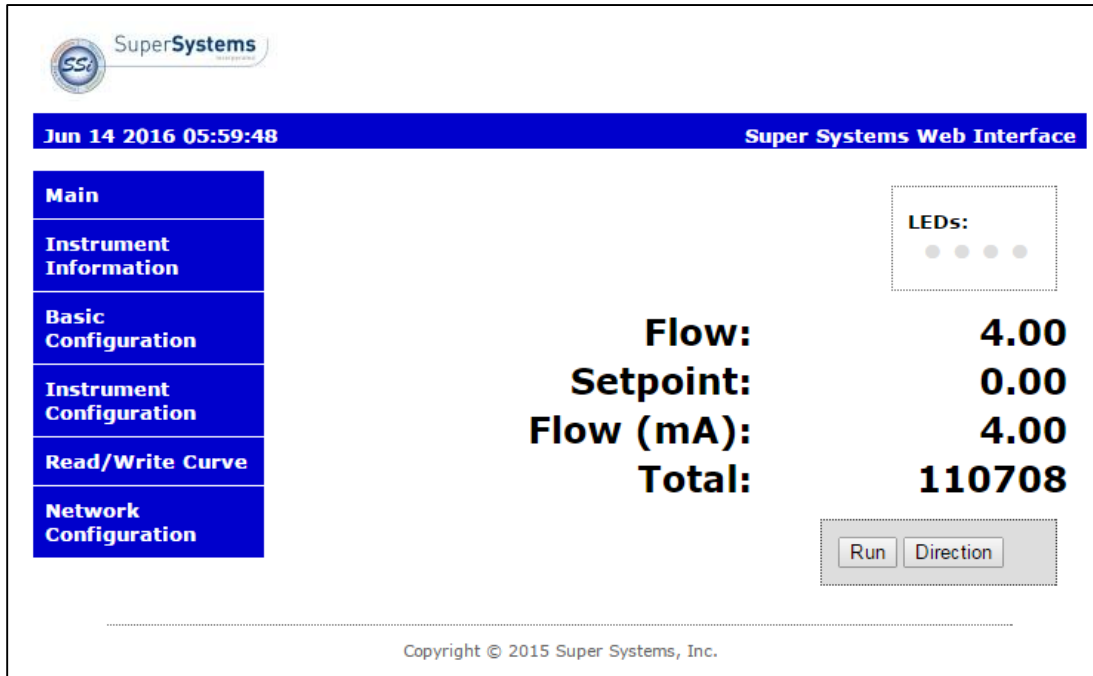 SuperSystems
incorporated
SSi
Jun 14 2016 05:59:48
Super Systems Web Interface
Main
Instrument
Information
Basic
Configuration
Instrument
Configuration
Read/Write Curve
Network
Configuration
LEDs:
Flow: 4.00
Setpoint: 0.00
Flow (mA): 4.00
Total: 110708
Run Direction
Copyright © 2015 Super Systems, Inc.